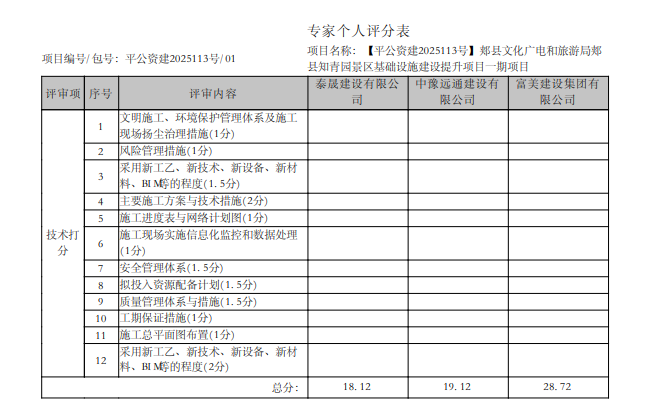 专家个人评分表
项目编号/包号：平公资建2025113号/01
项目名称：【平公资建2025113号】郏县文化广电和旅游局郏
县知青园景区基础设施建设提升项目一期项目
评审项 序号 评审内容 泰晟建设有限公 中豫远通建设有 富美建设集团有
司 限公司 限公司
技术打
分
1 文明施工、环境保护管理体系及施工
现场扬尘治理措施(1分)
2 风险管理措施(1分)
3 采用新工乙、新技术、新设备、新材
料、BIM等的程度(1.5分)
4 主要施工方案与技术措施(2分)
5 施工进度表与网络计划图(1分)
6 施工现场实施信息化监控和数据处理
(1分)
7 安全管理体系(1.5分)
8 拟投入资源配备计划(1.5分)
9 质量管理体系与措施(1.5分)
10 工期保证措施(1分)
11 施工总平面图布置(1分)
12 采用新工乙、新技术、新设备、新材
料、BIM等的程度(2分)
总分： 18.12 19.12 28.72